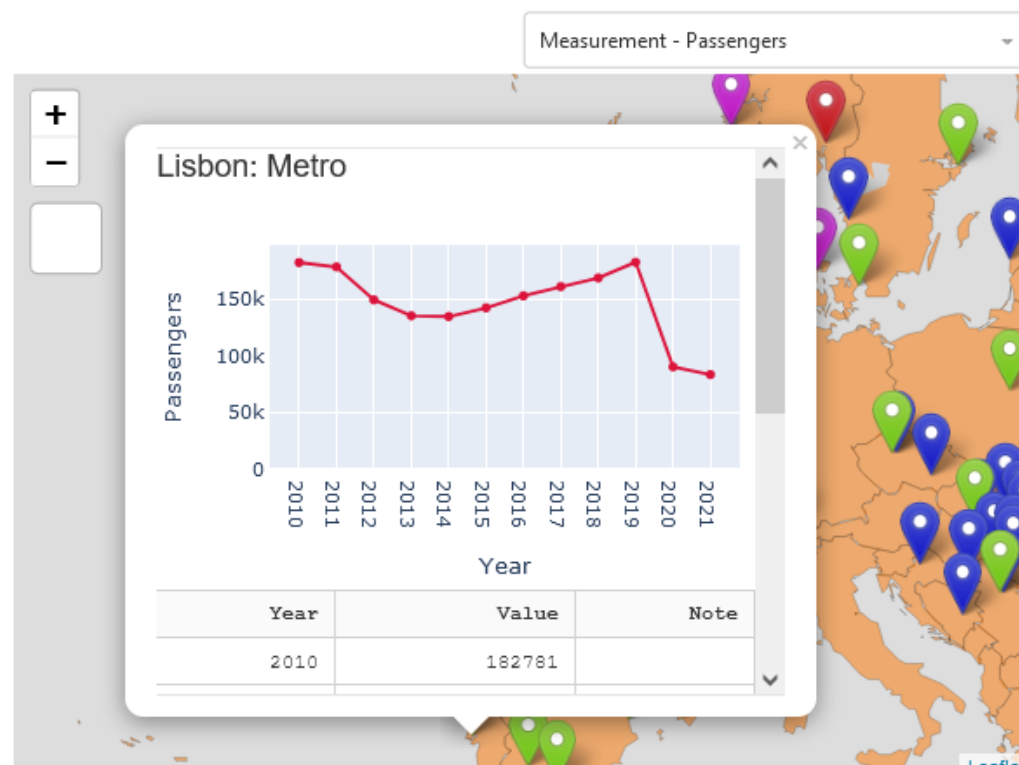 Measurement - Passengers
+
−
×
Lisbon: Metro
Passengers
150k
100k
50k
0
2010 2011 2012 2013 2014 2015 2016 2017 2018 2019 2020 2021
Year
Year Value Note
2010 182781